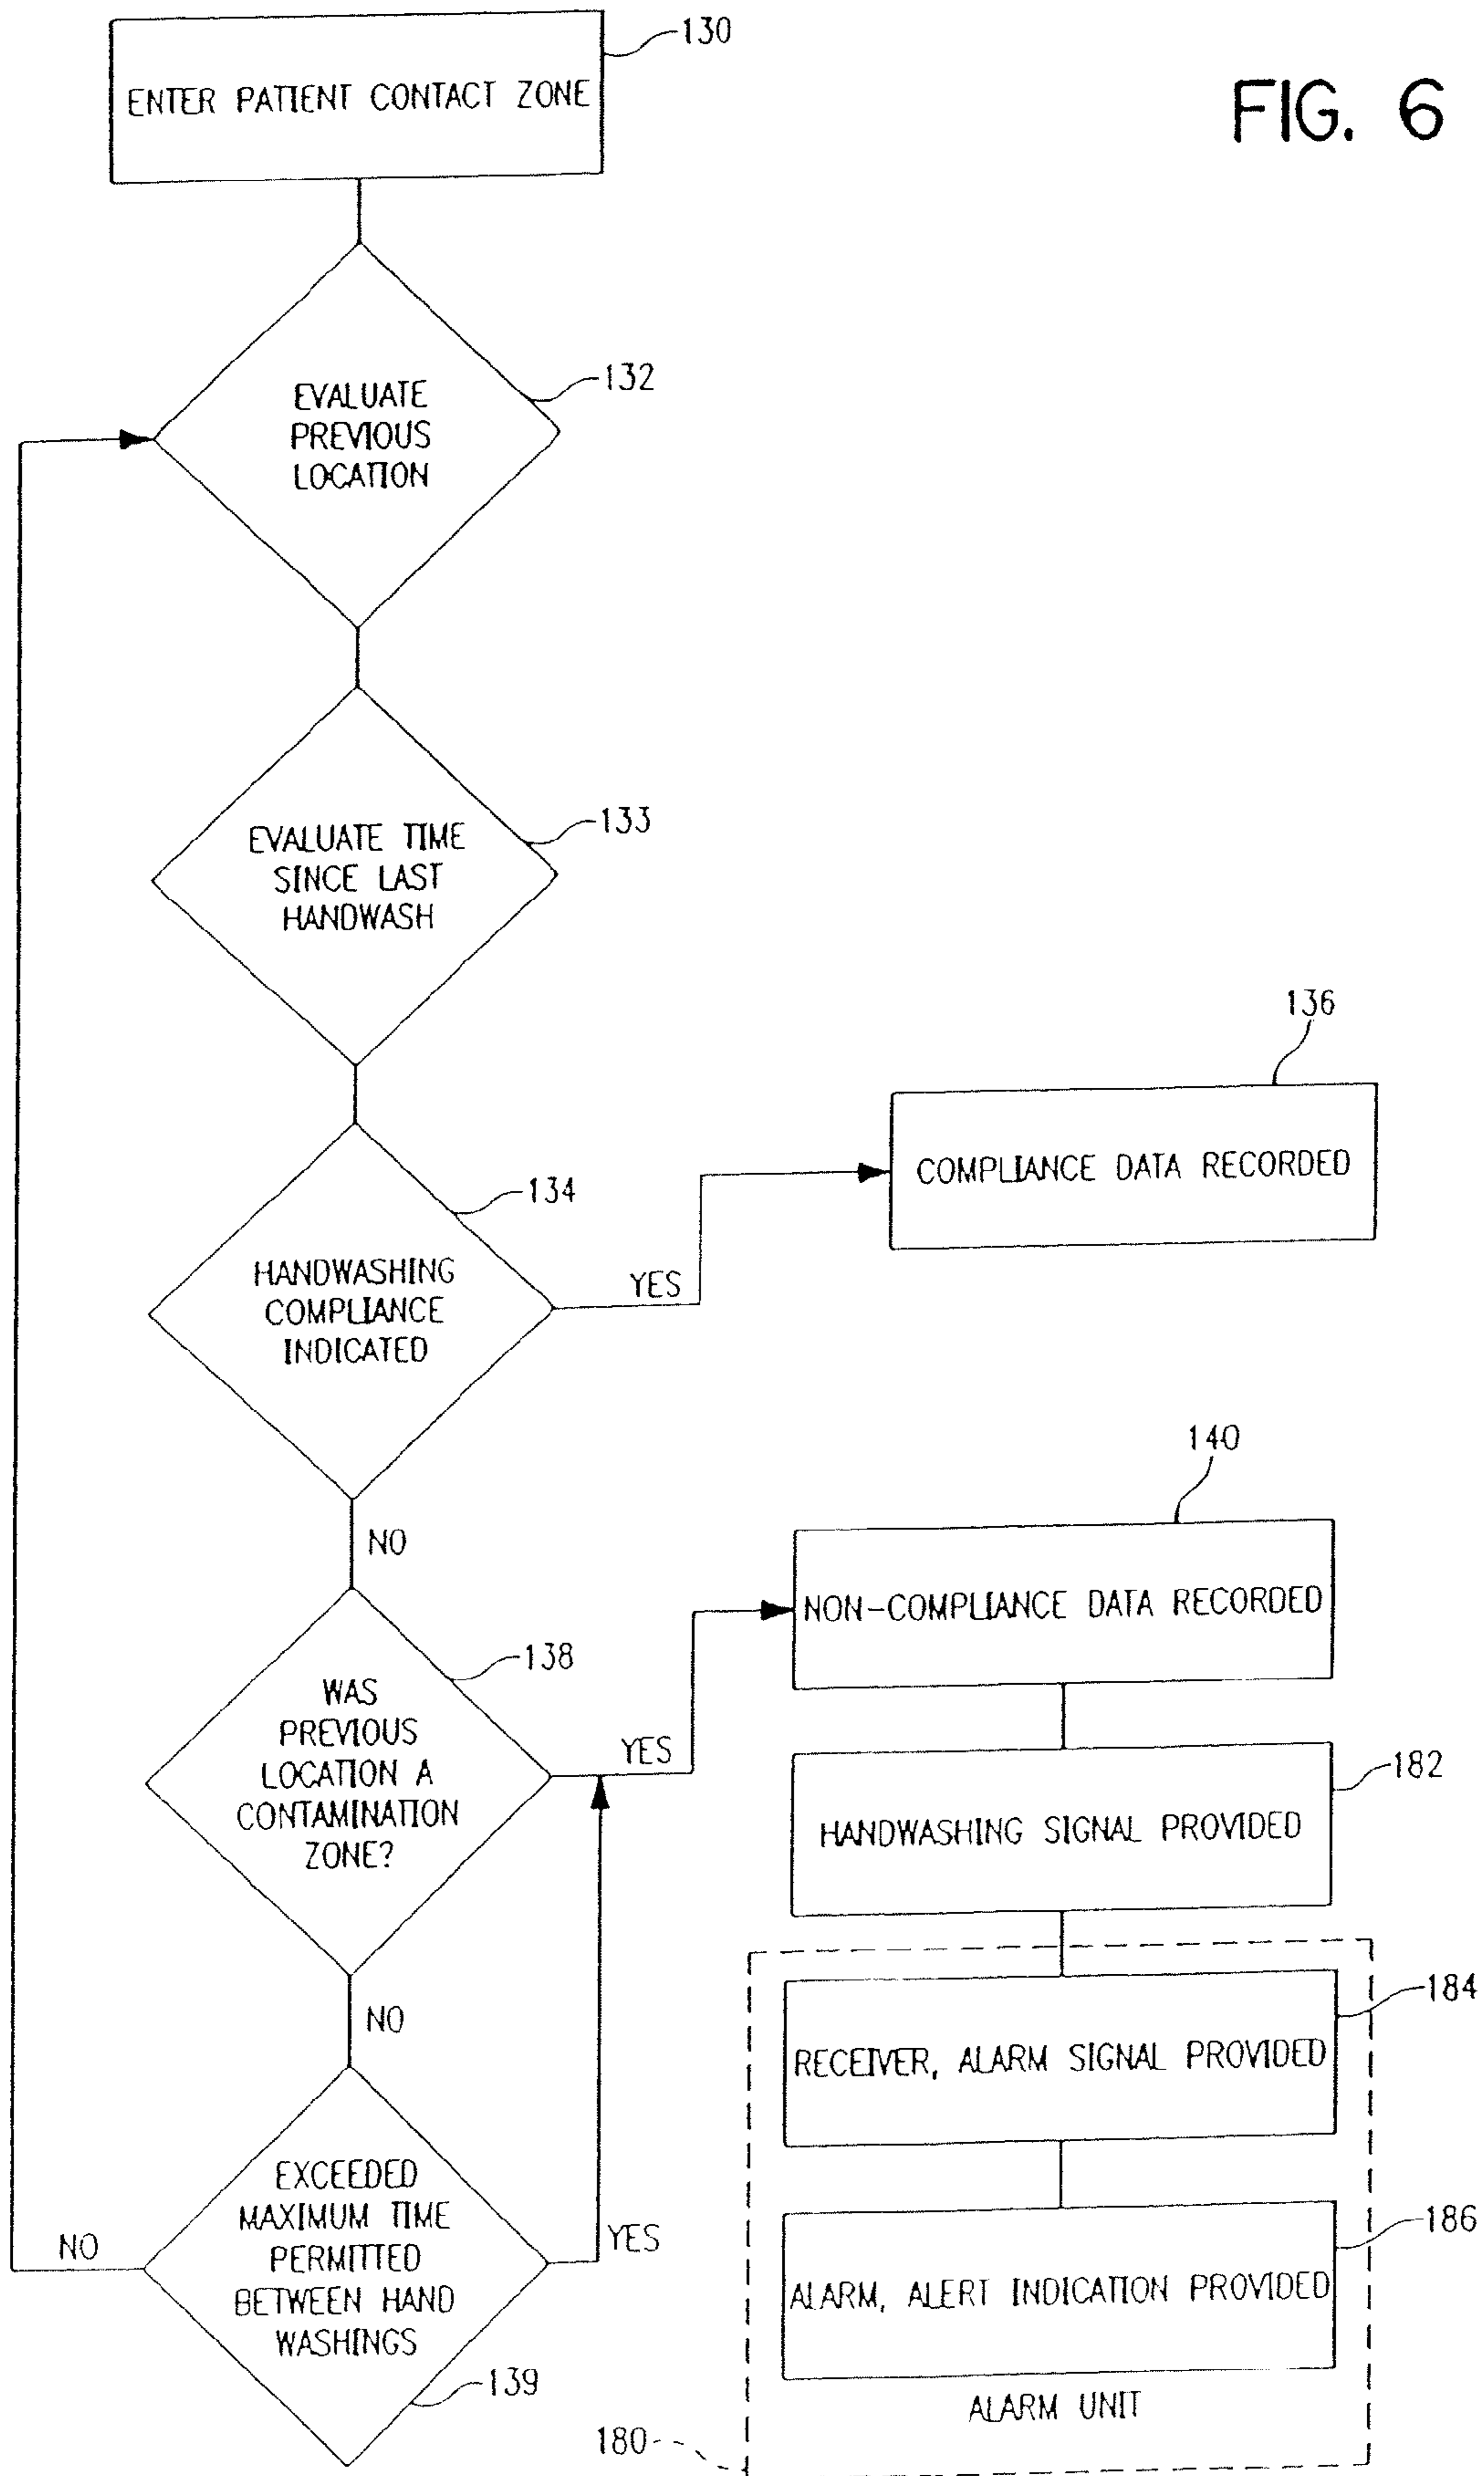 130
ENTER PATIENT CONTACT ZONE
FIG. 6
132
EVALUATE
PREVIOUS
LOCATION
133
EVALUATE TIME
SINCE LAST
HANDWASH
136
COMPLIANCE DATA RECORDED
134
HANDWASHING
COMPLIANCE
INDICATED
YES
NO
140
NON-COMPLIANCE DATA RECORDED
138
WAS
PREVIOUS
LOCATION A
CONTAMINATION
ZONE?
YES
182
HANDWASHING SIGNAL PROVIDED
NO
184
RECEIVER, ALARM SIGNAL PROVIDED
EXCEEDED
MAXIMUM TIME
PERMITTED
BETWEEN HAND
WASHINGS
NO
YES
186
ALARM, ALERT INDICATION PROVIDED
139
ALARM UNIT
180